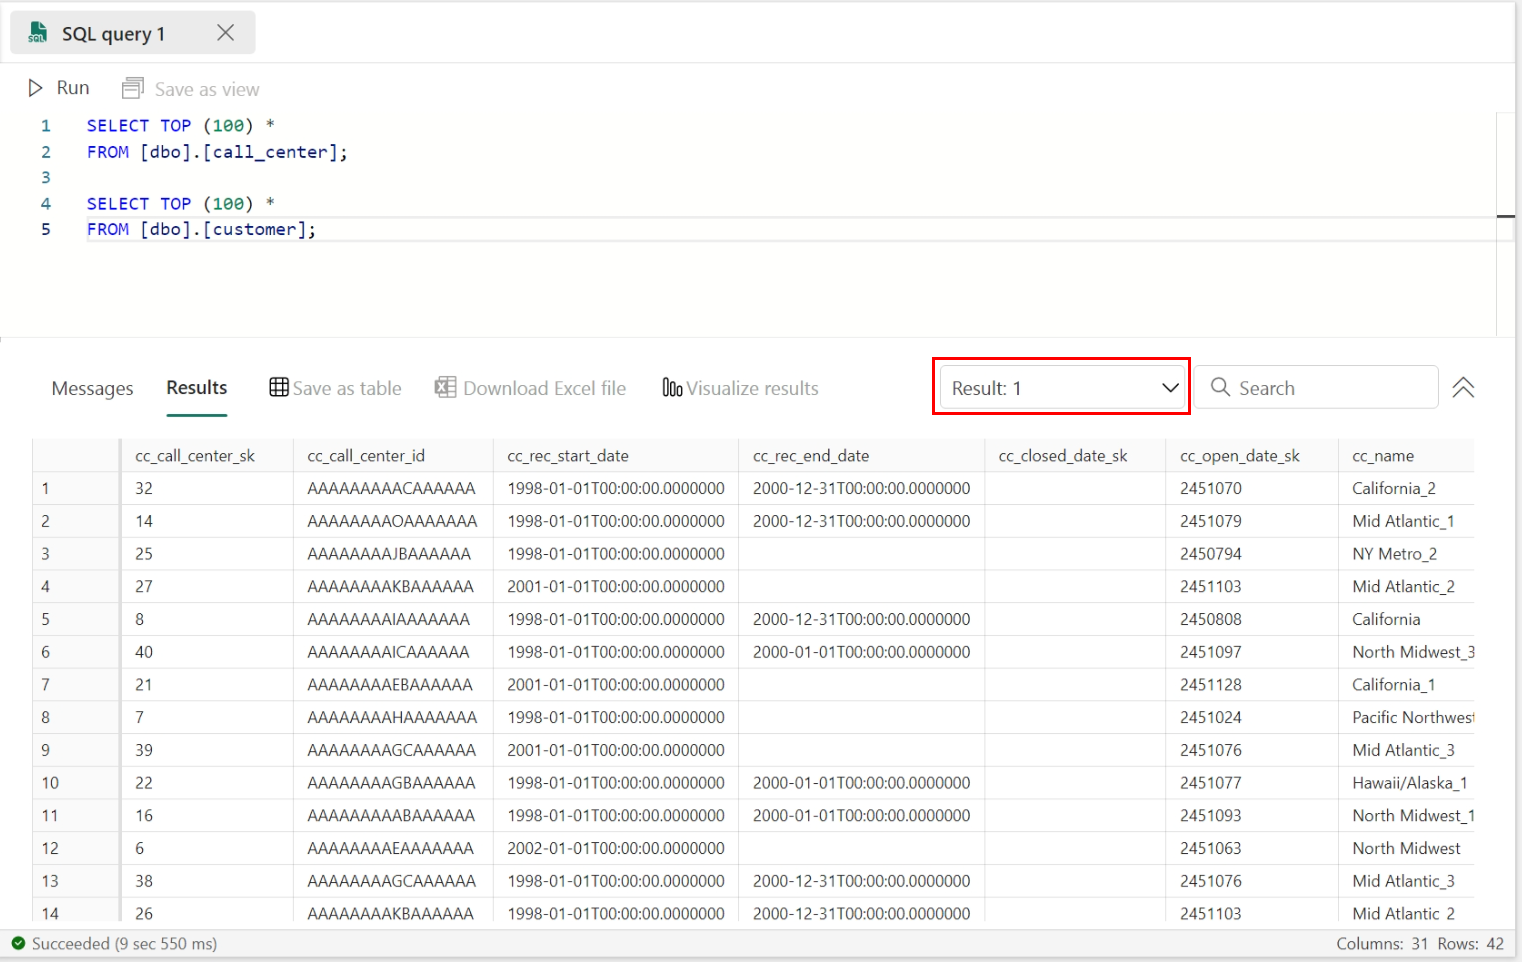 SQL query 1
Run Save as view
1 SELECT TOP (100) *
2 FROM [dbo].[call_center];
3
4 SELECT TOP (100) *
5 FROM [dbo].[customer];
Messages Results Save as table Download Excel file Visualize results Result: 1 Search
cc_call_center_sk cc_call_center_id cc_rec_start_date cc_rec_end_date cc_closed_date_sk cc_open_date_sk cc_name
1 32 AAAAAAAAACAAAAAA 1998-01-01T00:00:00.0000000 2000-12-31T00:00:00.0000000 2451070 California_2
2 14 AAAAAAAAOAAAAAAA 1998-01-01T00:00:00.0000000 2000-12-31T00:00:00.0000000 2451079 Mid Atlantic_1
3 25 AAAAAAAAJBAAAAAA 1998-01-01T00:00:00.0000000 2450794 NY Metro_2
4 27 AAAAAAAAKBAAAAAA 2001-01-01T00:00:00.0000000 2451103 Mid Atlantic_2
5 8 AAAAAAAAIAAAAAAA 1998-01-01T00:00:00.0000000 2000-12-31T00:00:00.0000000 2450808 California
6 40 AAAAAAAAICAAAAAA 1998-01-01T00:00:00.0000000 2000-01-01T00:00:00.0000000 2451097 North Midwest_3
7 21 AAAAAAAAEBAAAAAA 2001-01-01T00:00:00.0000000 2451128 California_1
8 7 AAAAAAAAHAAAAAAA 1998-01-01T00:00:00.0000000 2451024 Pacific Northwest
9 39 AAAAAAAAGCAAAAAA 2001-01-01T00:00:00.0000000 2451076 Mid Atlantic_3
10 22 AAAAAAAAGBAAAAAA 1998-01-01T00:00:00.0000000 2000-01-01T00:00:00.0000000 2451077 Hawaii/Alaska_1
11 16 AAAAAAAAABAAAAAA 1998-01-01T00:00:00.0000000 2000-01-01T00:00:00.0000000 2451093 North Midwest_1
12 6 AAAAAAAAEAAAAAAA 2002-01-01T00:00:00.0000000 2451063 North Midwest
13 38 AAAAAAAAGCAAAAAA 1998-01-01T00:00:00.0000000 2000-12-31T00:00:00.0000000 2451076 Mid Atlantic_3
14 26 AAAAAAAAKBAAAAAA 1998-01-01T00:00:00.0000000 2000-12-31T00:00:00.0000000 2451103 Mid Atlantic_2
Succeeded (9 sec 550 ms) Columns: 31 Rows: 42